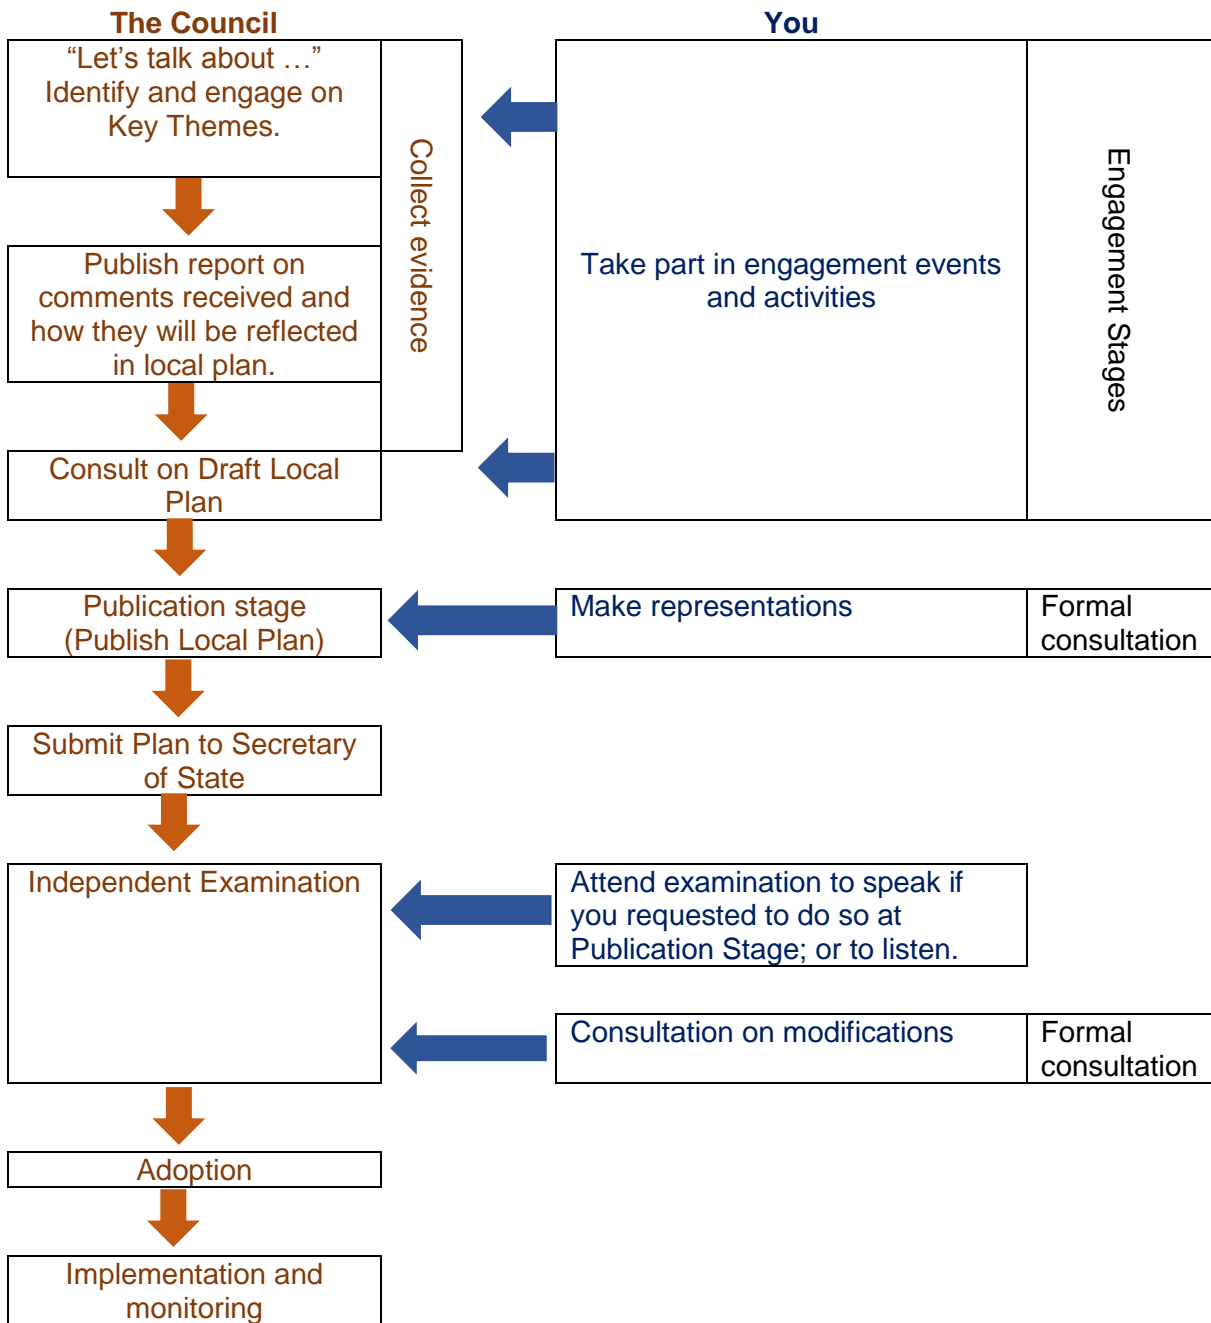 The Council
You
“Let’s talk about …”
Identify and engage on
Key Themes.
Collect evidence
Publish report on
comments received and
how they will be reflected
in local plan.
Consult on Draft Local
Plan
Take part in engagement events
and activities
Engagement Stages
Publication stage
(Publish Local Plan)
Make representations
Formal
consultation
Submit Plan to Secretary
of State
Independent Examination
Attend examination to speak if
you requested to do so at
Publication Stage; or to listen.
Consultation on modifications
Formal
consultation
Adoption
Implementation and
monitoring